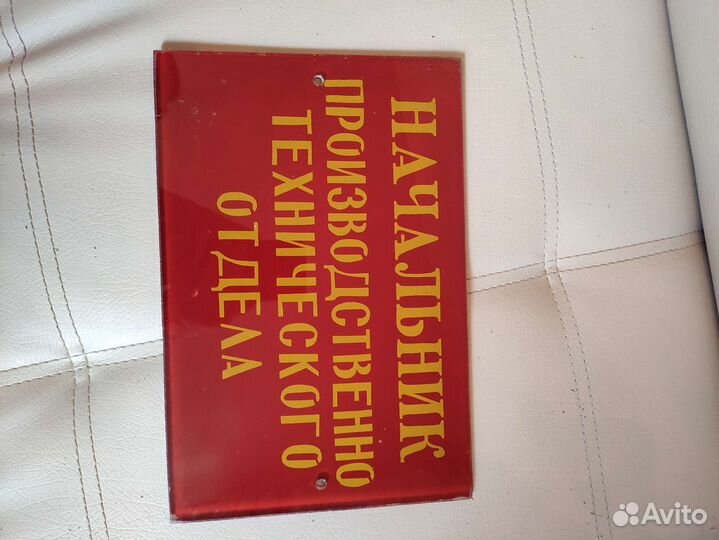 НАЧАЛЬНИК
ПРОИЗВОДСТВЕННО
ТЕХНИЧЕСКОГО
ОТДЕЛА
Avito